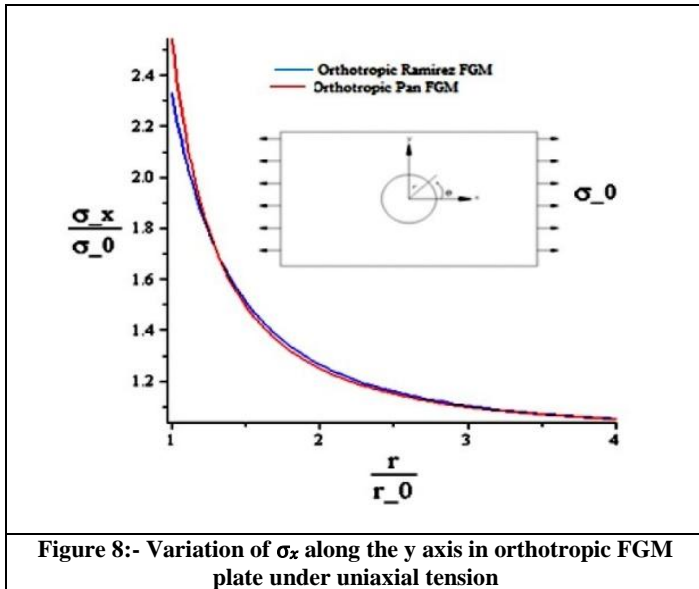 2.4
2.2
2.0
σ_x
σ_0
1.8
1.6
1.4
1.2
1
2
3
4
r
r_0
Orthotropic Ramirez FGM
Orthotropic Pan FGM
σ_0
Figure 8:- Variation of σx along the y axis in orthotropic FGM
plate under uniaxial tension